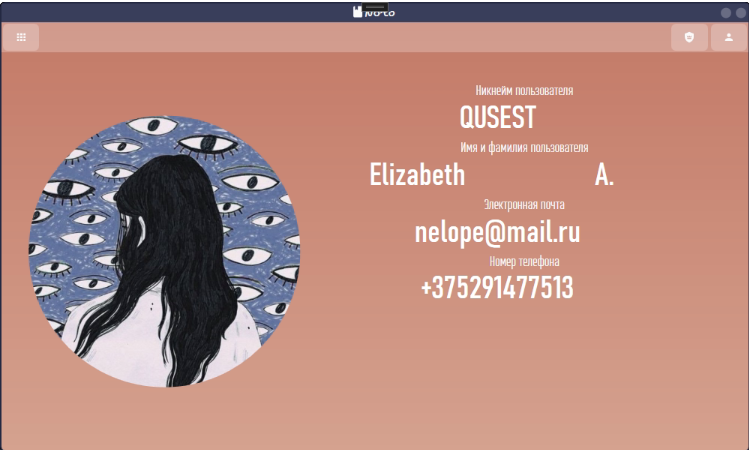 Никнейм пользователя
QUSEST
Имя и фамилия пользователя
Elizabeth A.
Электронная почта
nelope@mail.ru
Номер телефона
+375291477513